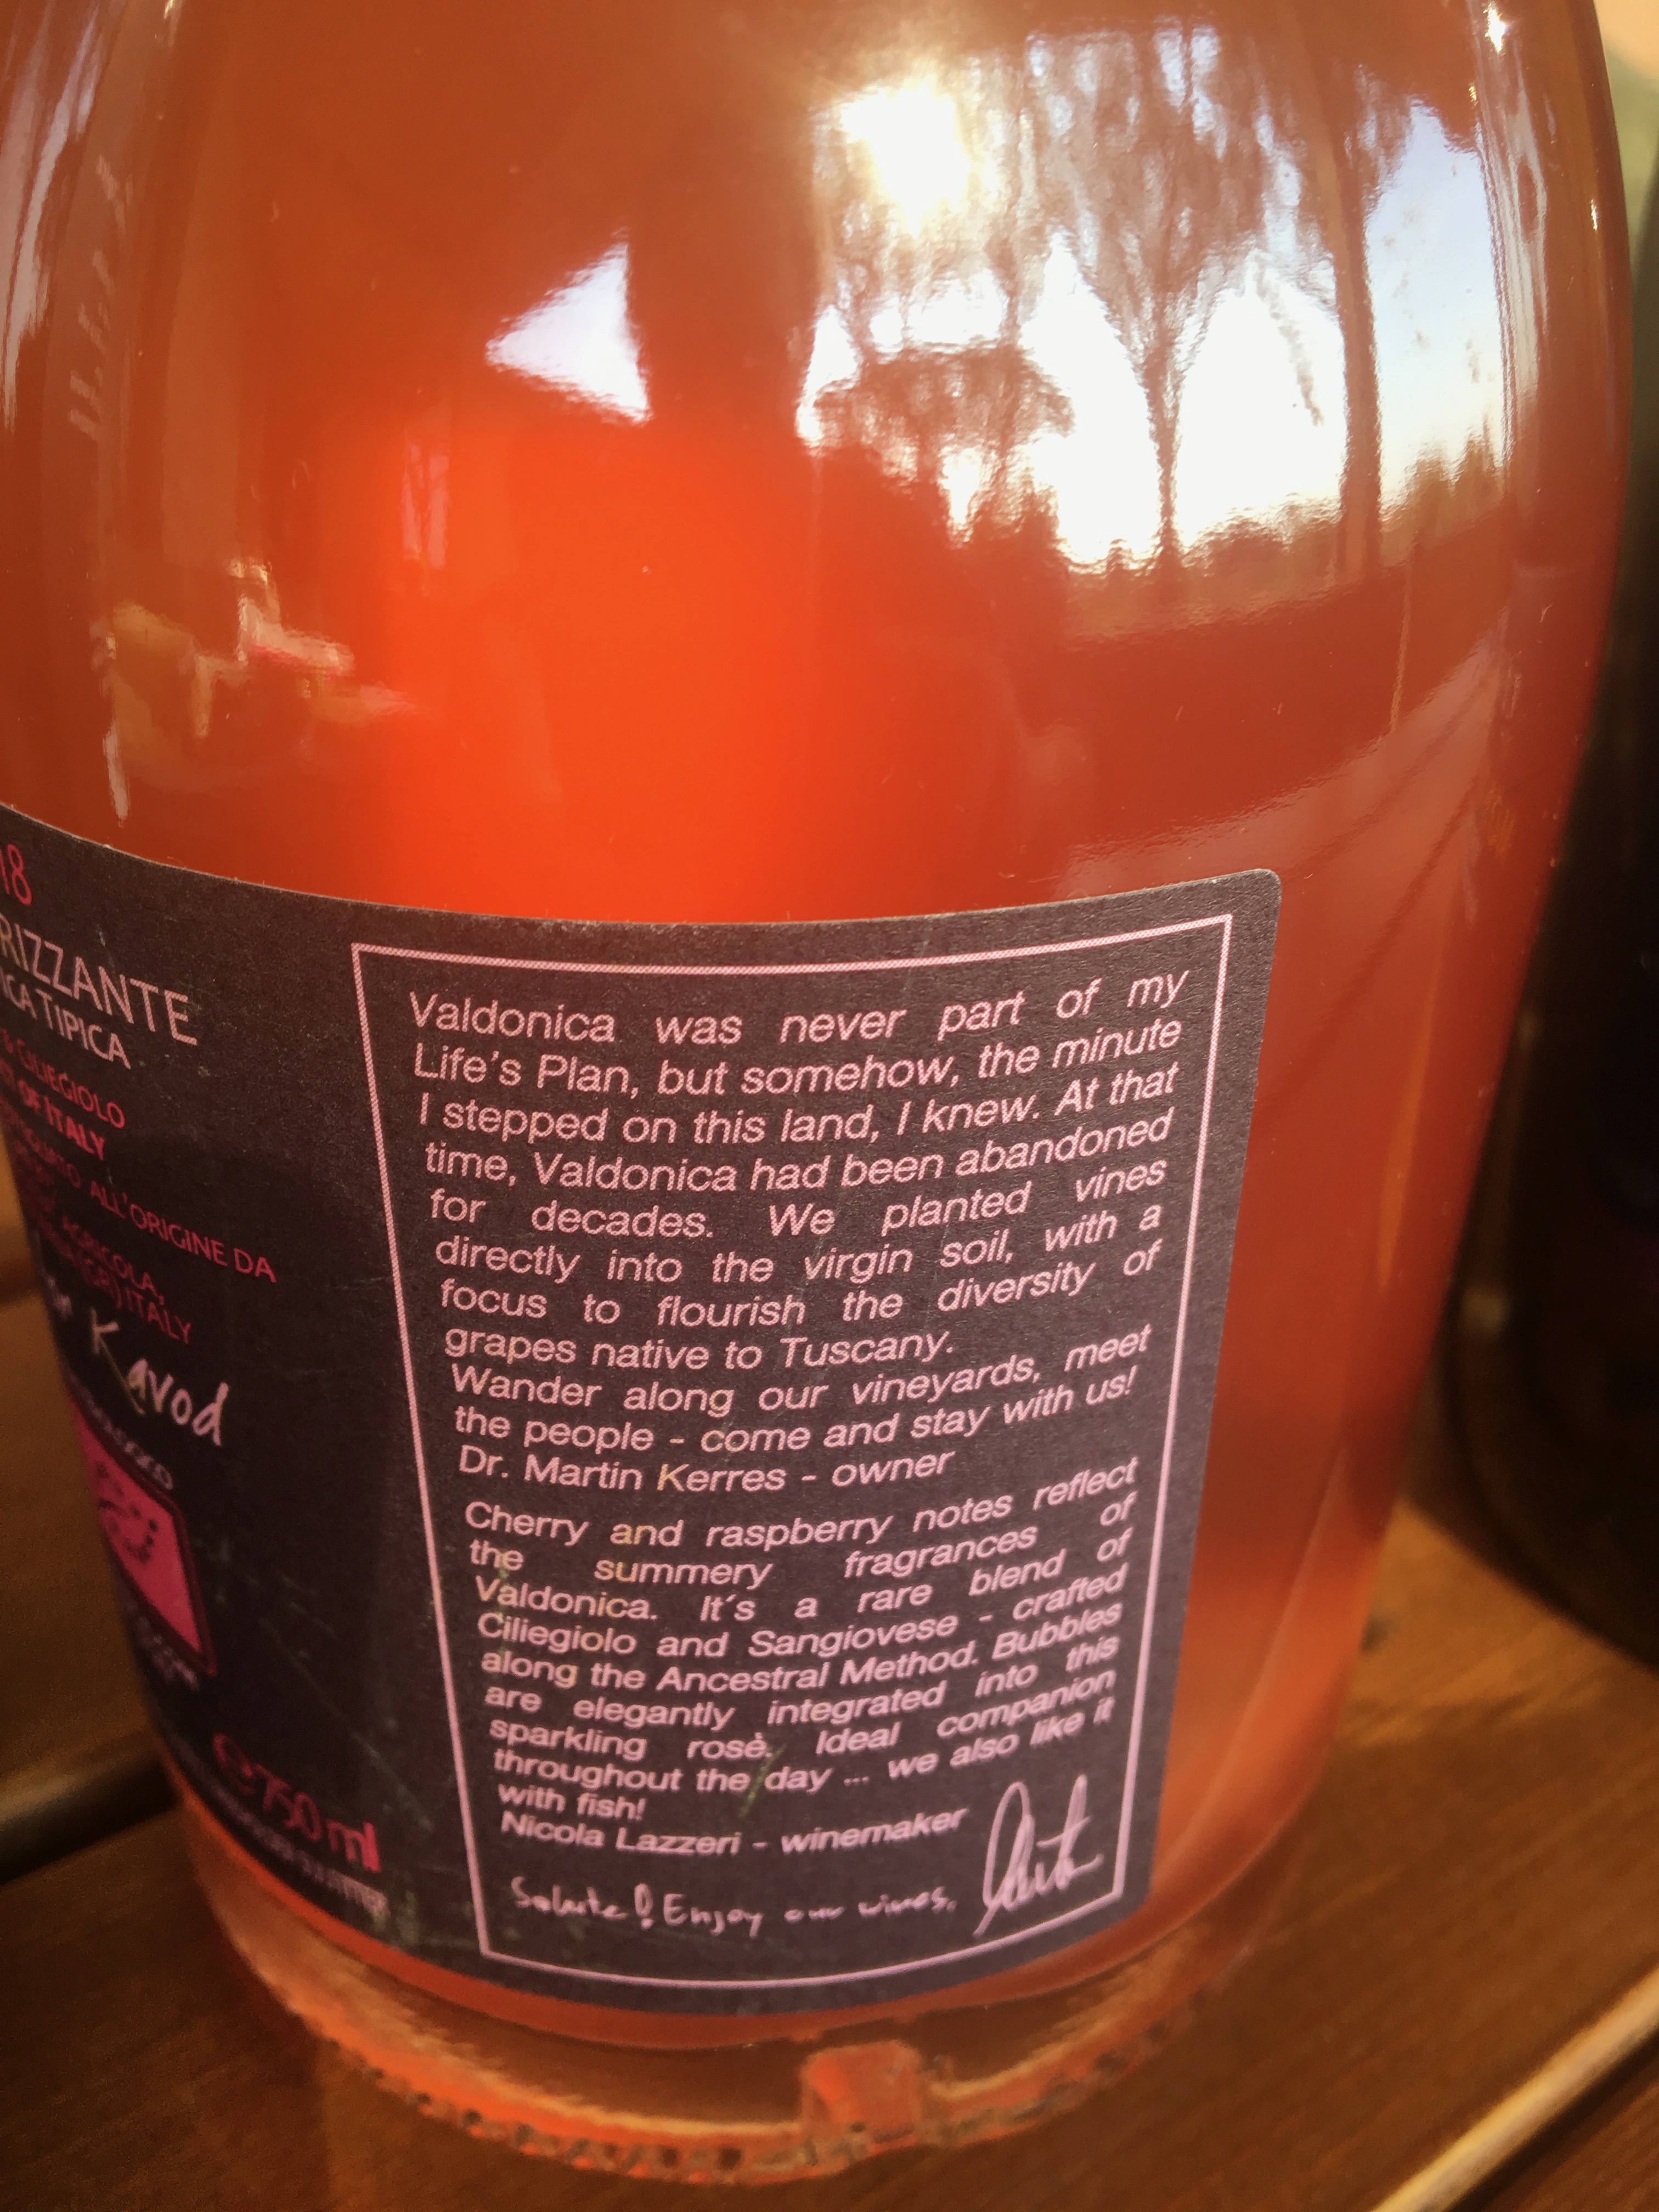 18
RIZZANTE
ICA TIPICA
CILIEGIOLO
OF ITALY
ALL'ORIGINE DA
AGRICOLA,
(GR) ITALY
Kavod
℮ 750 ml
Valdonica was never part of my
Life's Plan, but somehow, the minute
I stepped on this land, I knew. At that
time, Valdonica had been abandoned
for decades. We planted vines
directly into the virgin soil, with a
focus to flourish the diversity of
grapes native to Tuscany.
Wander along our vineyards, meet
the people - come and stay with us!
Dr. Martin Kerres - owner
Cherry and raspberry notes reflect
the summery fragrances of
Valdonica. It´s a rare blend of
Ciliegiolo and Sangiovese - crafted
along the Ancestral Method. Bubbles
are elegantly integrated into this
sparkling rosè. Ideal companion
throughout the day ... we also like it
with fish!
Nicola Lazzeri - winemaker
Salute! Enjoy our wines.